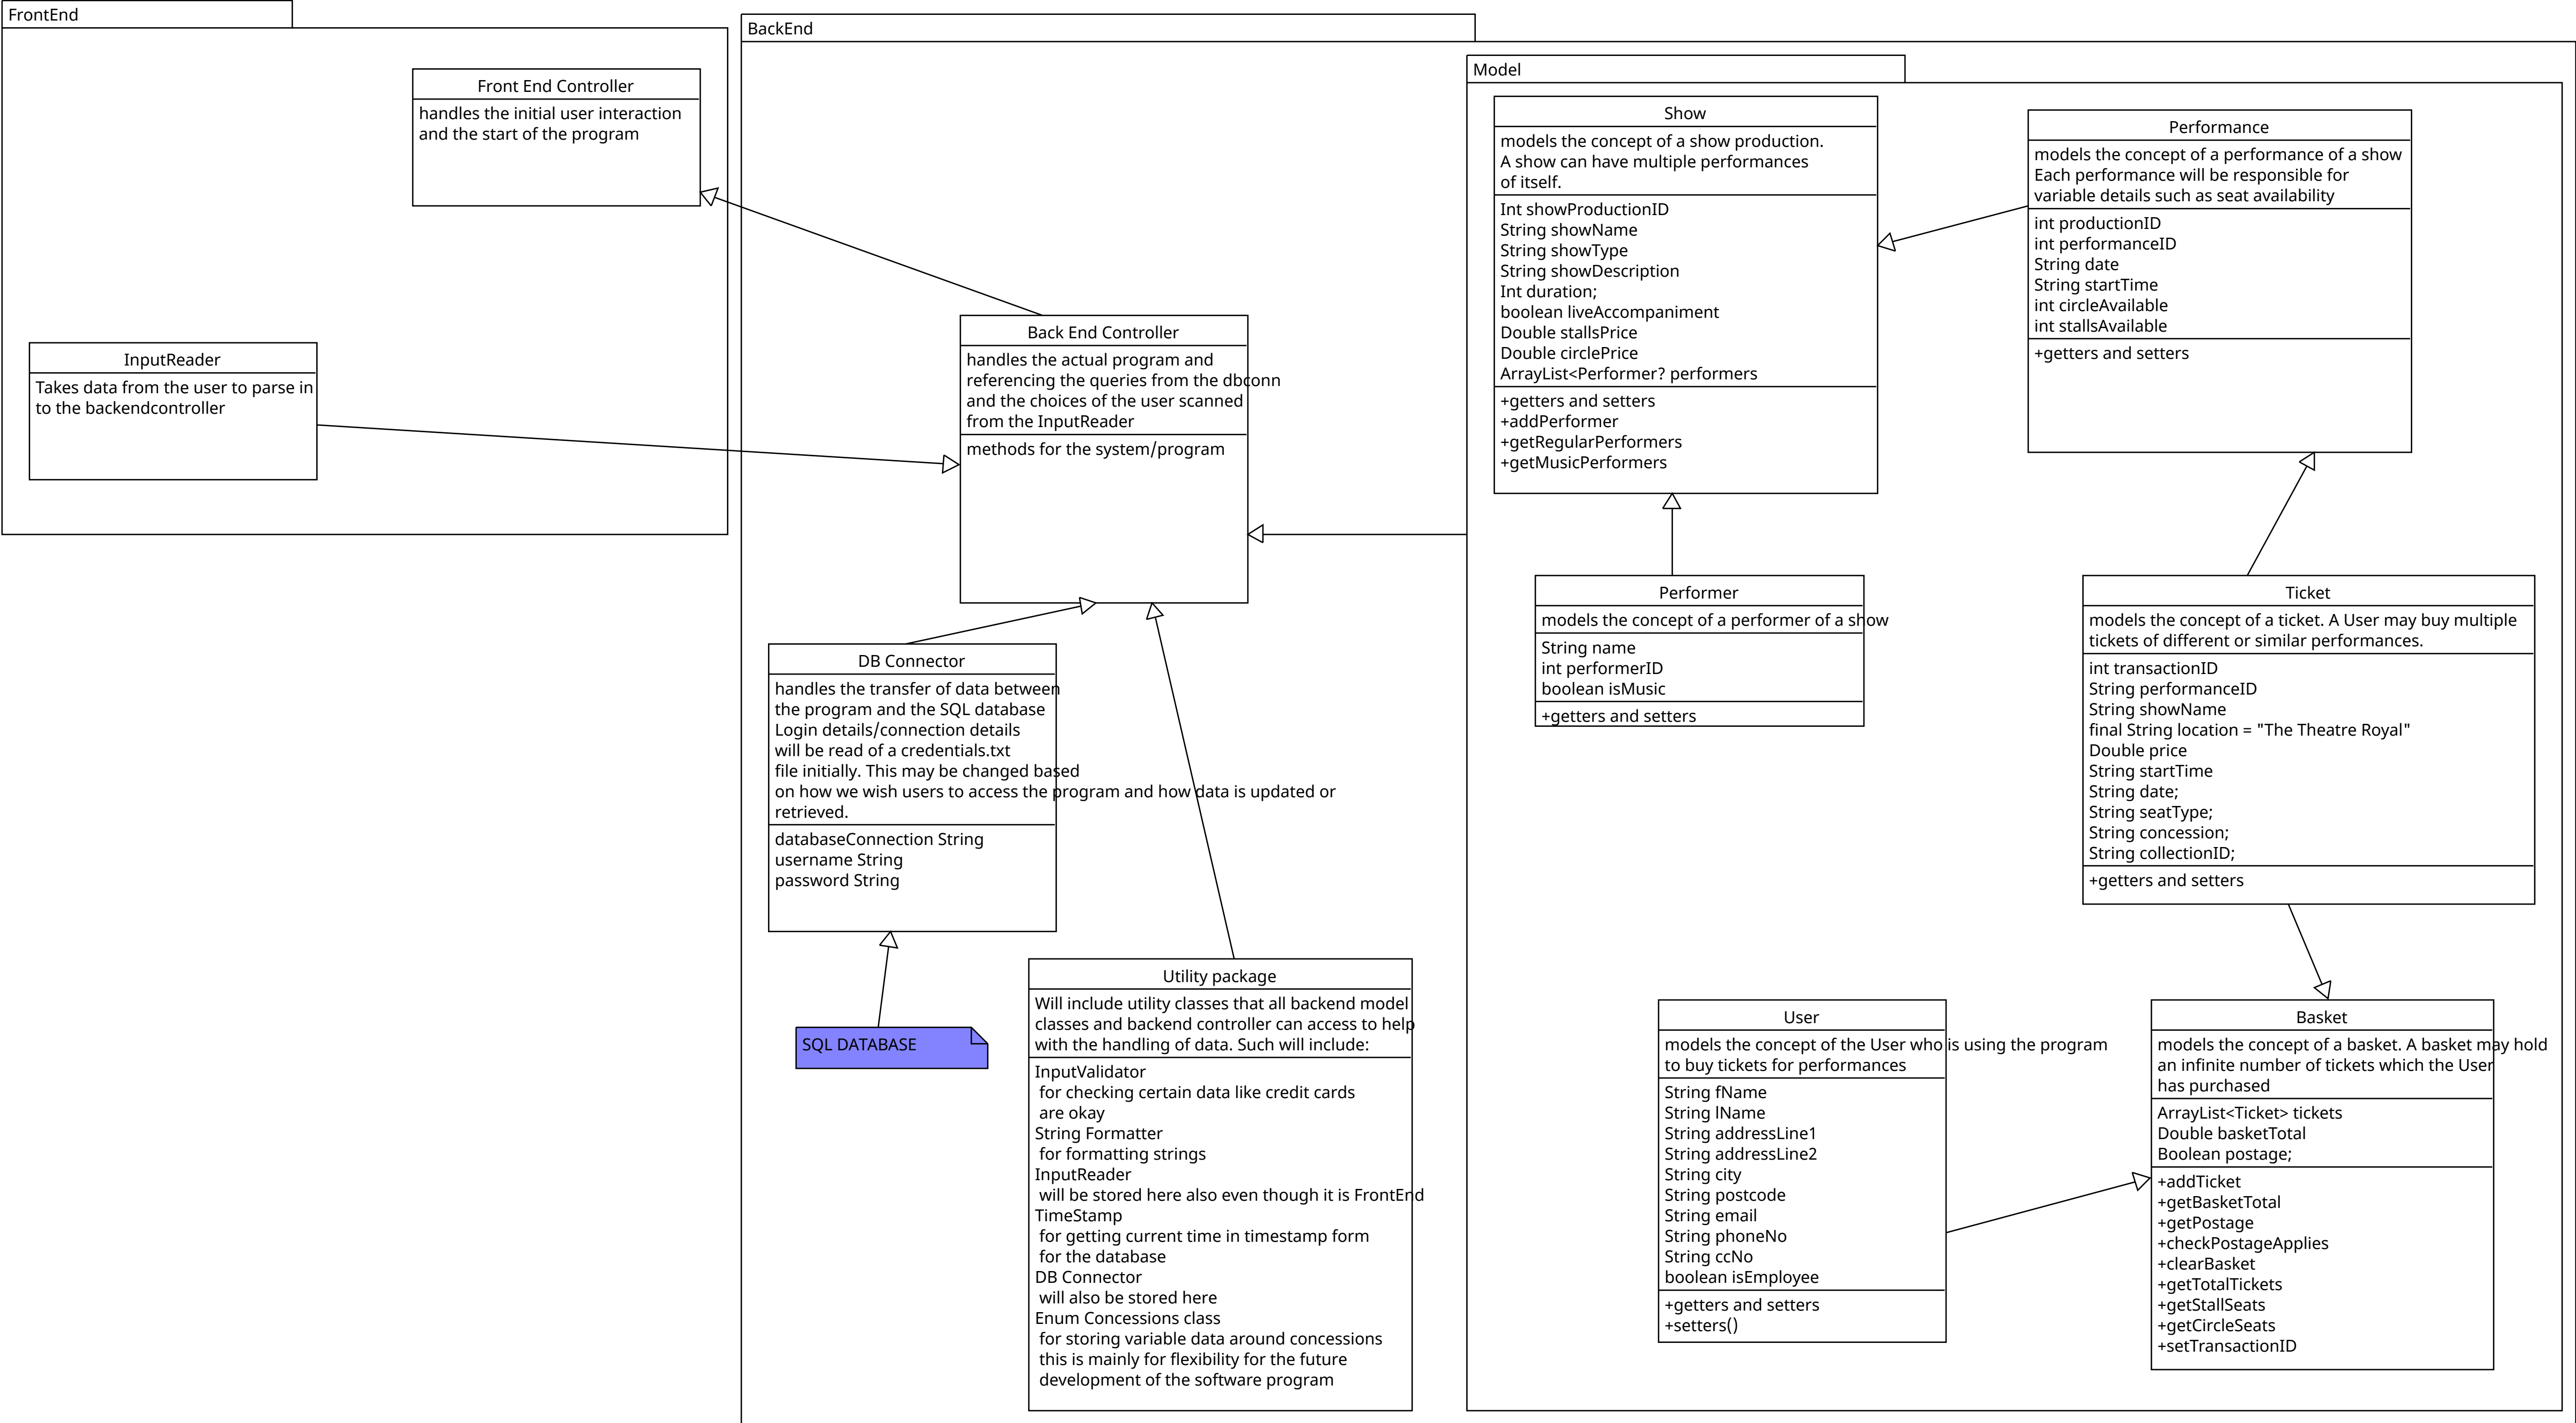 FrontEnd
Front End Controller
handles the initial user interaction
and the start of the program
InputReader
Takes data from the user to parse in
to the backendcontroller
BackEnd
Back End Controller
handles the actual program and
referencing the queries from the dbconn
and the choices of the user scanned
from the InputReader
methods for the system/program
DB Connector
handles the transfer of data between
the program and the SQL database
Login details/connection details
will be read of a credentials.txt
file initially. This may be changed based
on how we wish users to access the program and how data is updated or
retrieved.
databaseConnection String
username String
password String
SQL DATABASE
Utility package
Will include utility classes that all backend model
classes and backend controller can access to help
with the handling of data. Such will include:
InputValidator
for checking certain data like credit cards
are okay
String Formatter
for formatting strings
InputReader
will be stored here also even though it is FrontEnd
TimeStamp
for getting current time in timestamp form
for the database
DB Connector
will also be stored here
Enum Concessions class
for storing variable data around concessions
this is mainly for flexibility for the future
development of the software program
Model
Show
models the concept of a show production.
A show can have multiple performances
of itself.
Int showProductionID
String showName
String showType
String showDescription
Int duration;
boolean liveAccompaniment
Double stallsPrice
Double circlePrice
ArrayList<Performer? performers
+getters and setters
+addPerformer
+getRegularPerformers
+getMusicPerformers
Performance
models the concept of a performance of a show
Each performance will be responsible for
variable details such as seat availability
int productionID
int performanceID
String date
String startTime
int circleAvailable
int stallsAvailable
+getters and setters
Performer
models the concept of a performer of a show
String name
int performerID
boolean isMusic
+getters and setters
Ticket
models the concept of a ticket. A User may buy multiple
tickets of different or similar performances.
int transactionID
String performanceID
String showName
final String location = "The Theatre Royal"
Double price
String startTime
String date;
String seatType;
String concession;
String collectionID;
+getters and setters
User
models the concept of the User who is using the program
to buy tickets for performances
String fName
String lName
String addressLine1
String addressLine2
String city
String postcode
String email
String phoneNo
String ccNo
boolean isEmployee
+getters and setters
+setters()
Basket
models the concept of a basket. A basket may hold
an infinite number of tickets which the User
has purchased
ArrayList<Ticket> tickets
Double basketTotal
Boolean postage;
+addTicket
+getBasketTotal
+getPostage
+checkPostageApplies
+clearBasket
+getTotalTickets
+getStallSeats
+getCircleSeats
+setTransactionID